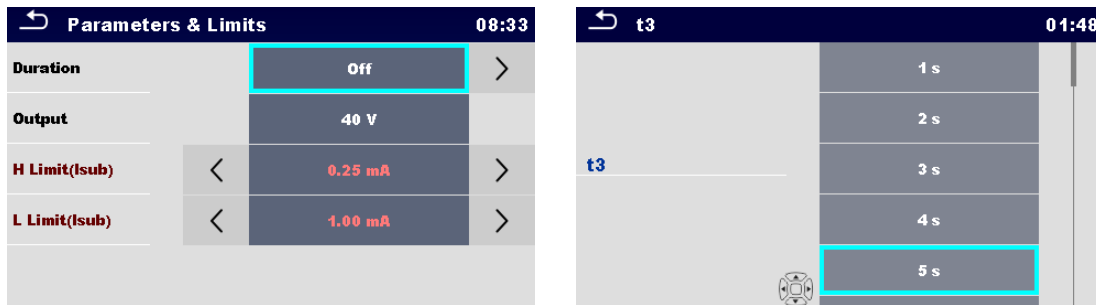 Parameters & Limits 08:33
Duration Off
Output 40 V
H Limit(Isub) 0.25 mA
L Limit(Isub) 1.00 mA
t3 01:48
t3
1 s
2 s
3 s
4 s
5 s